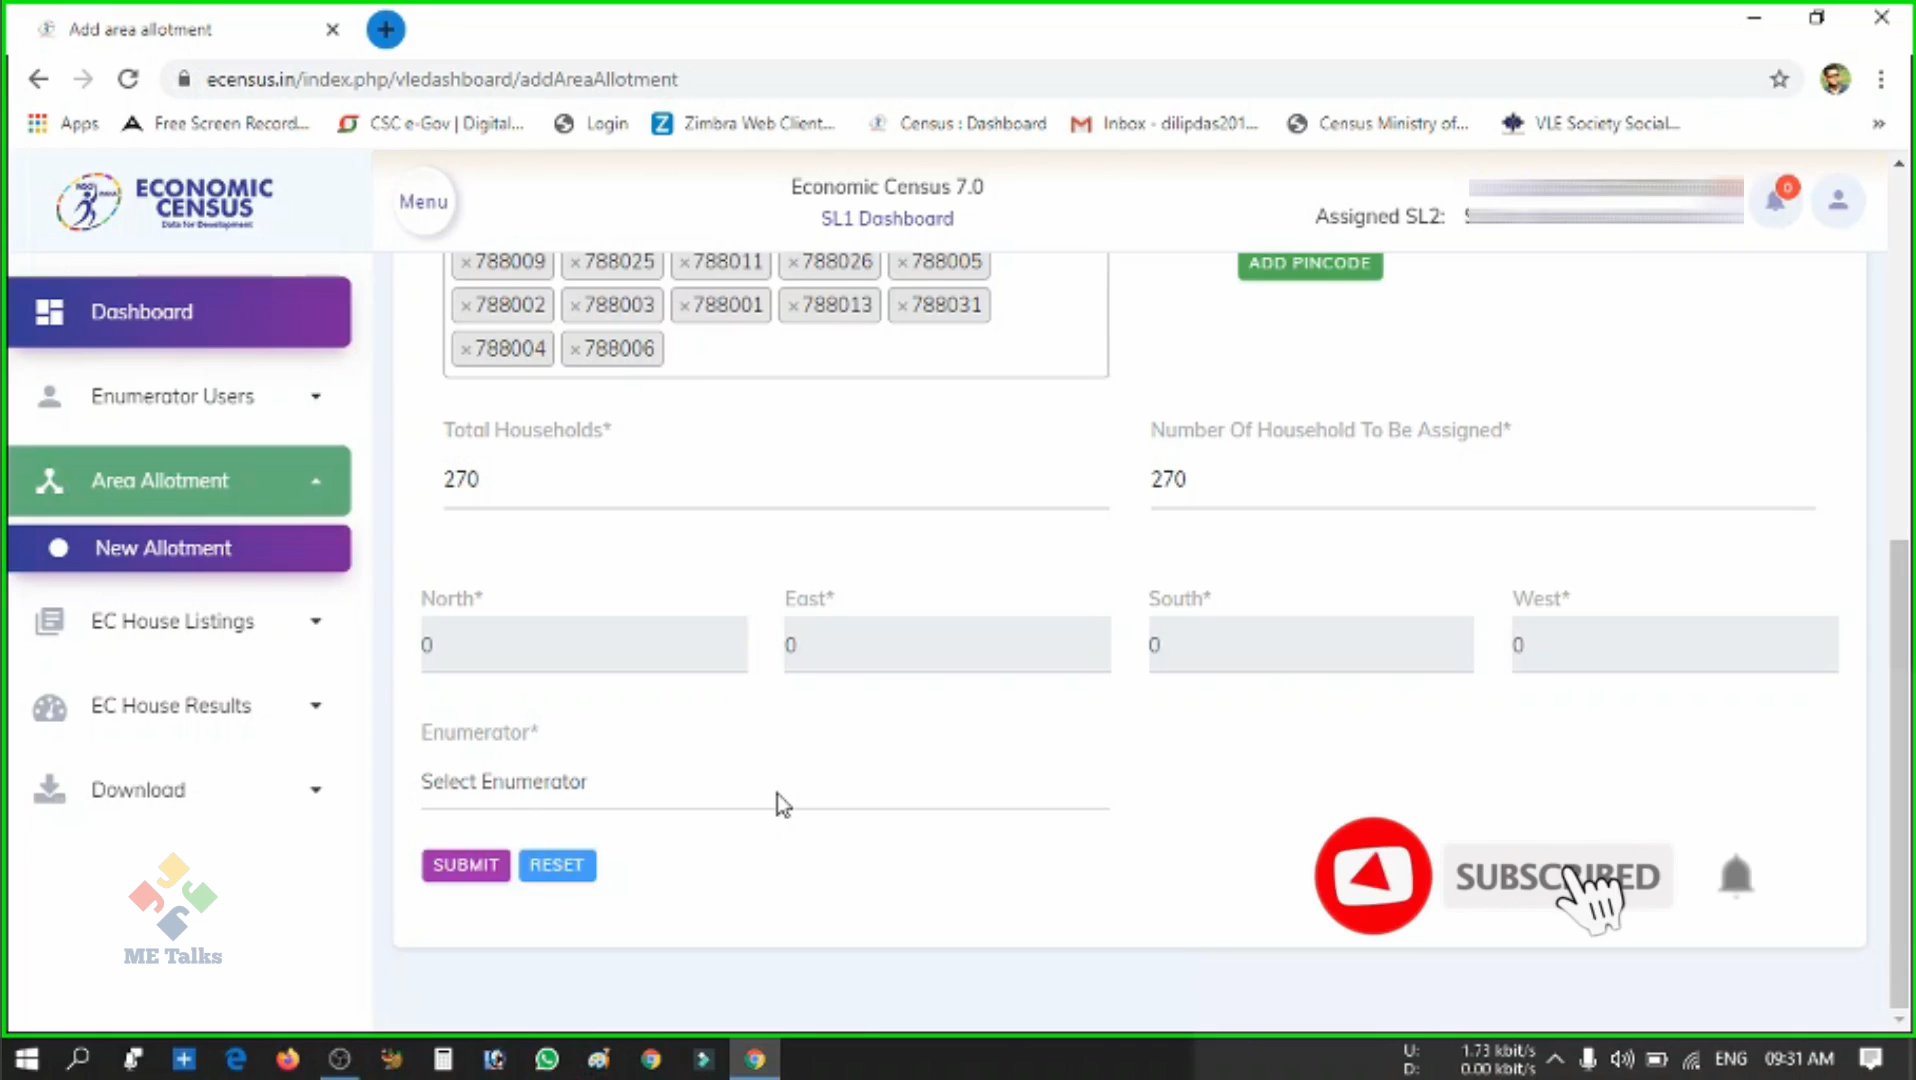 Add area allotment
ecensus.in/index.php/vledashboard/addAreaAllotment
Apps Free Screen Record... CSC e-Gov | Digital... Login Zimbra Web Client... Census : Dashboard Inbox - dilipdas201... Census Ministry of... VLE Society Social... »
ECONOMIC
CENSUS
Data for Development
Menu
Economic Census 7.0
SL1 Dashboard
Assigned SL2:
0
Dashboard
Enumerator Users
Area Allotment
New Allotment
EC House Listings
EC House Results
Download
×788009 ×788025 ×788011 ×788026 ×788005
×788002 ×788003 ×788001 ×788013 ×788031
×788004 ×788006
ADD PINCODE
Total Households* Number Of Household To Be Assigned*
270 270
North* East* South* West*
0 0 0 0
Enumerator*
Select Enumerator
SUBMIT RESET
SUBSCRIBED
ME Talks
U: 1.73 kbit/s
D: 0.00 kbit/s
ENG 09:31 AM